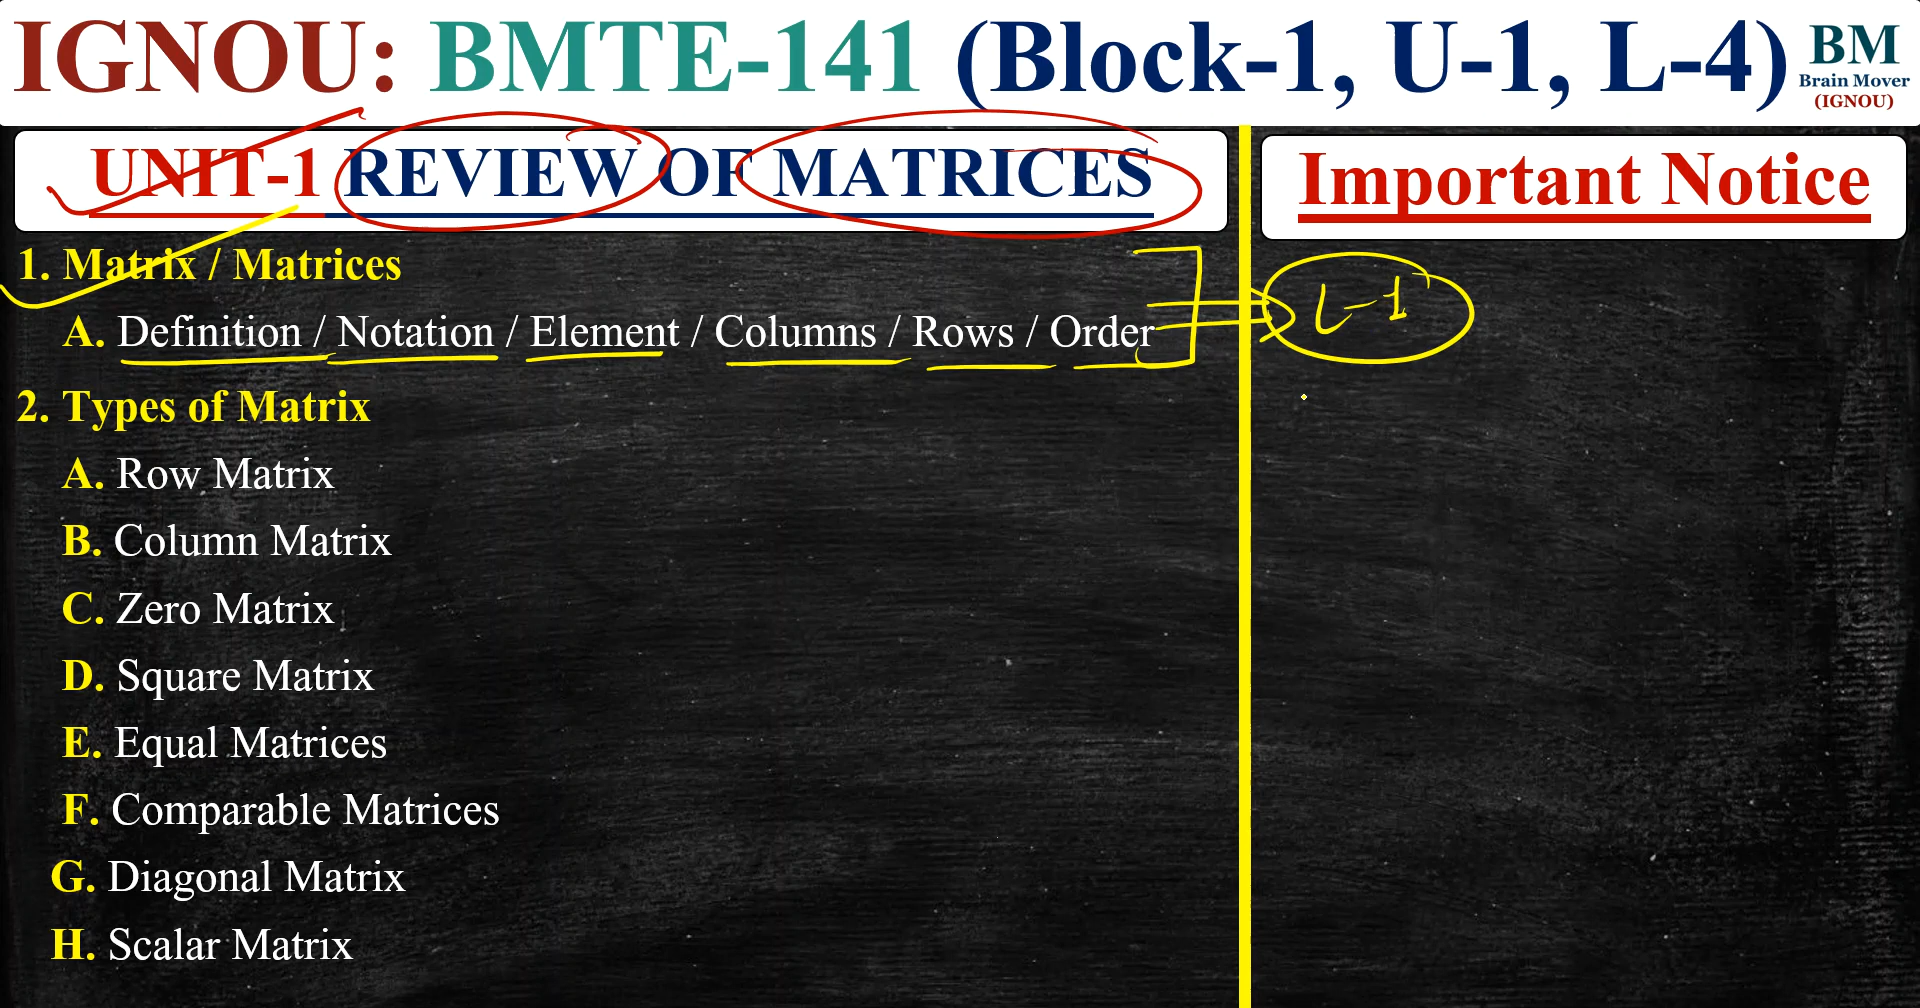 IGNOU: BMTE-141 (Block-1, U-1, L-4)
BM
Brain Mover
(IGNOU)
UNIT-1 REVIEW OF MATRICES
Important Notice
1. Matrix / Matrices
A. Definition / Notation / Element / Columns / Rows / Order
L-1
2. Types of Matrix
A. Row Matrix
B. Column Matrix
C. Zero Matrix
D. Square Matrix
E. Equal Matrices
F. Comparable Matrices
G. Diagonal Matrix
H. Scalar Matrix